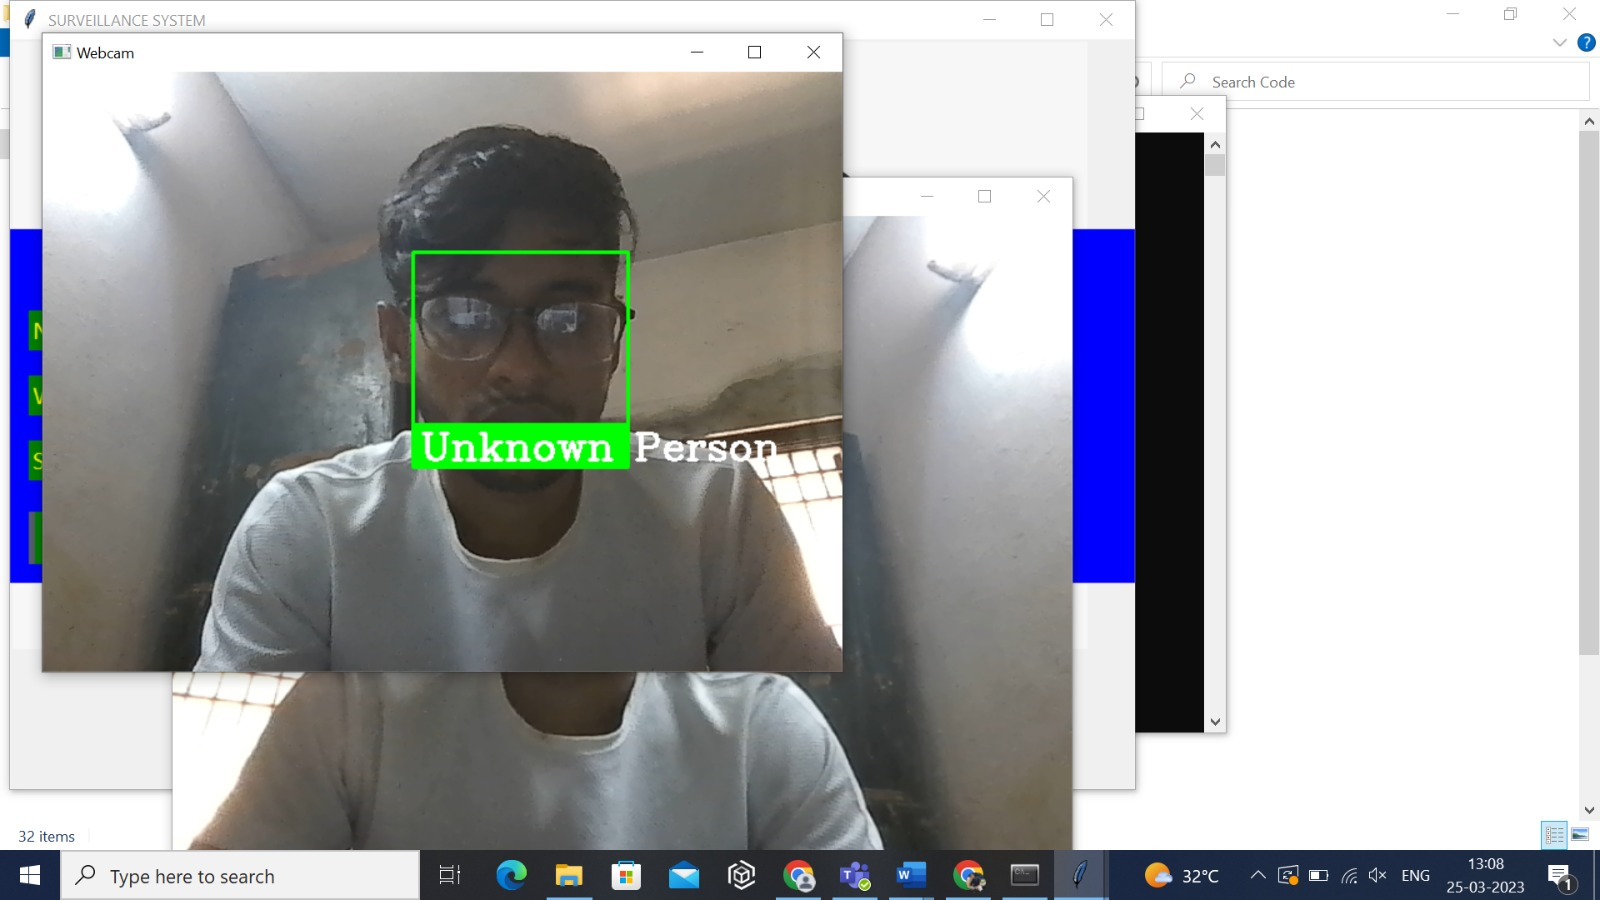 SURVEILLANCE SYSTEM
Webcam
Search Code
N
W
S
Unknown Person
32 items
Type here to search
32°C
ENG
13:08
25-03-2023
1